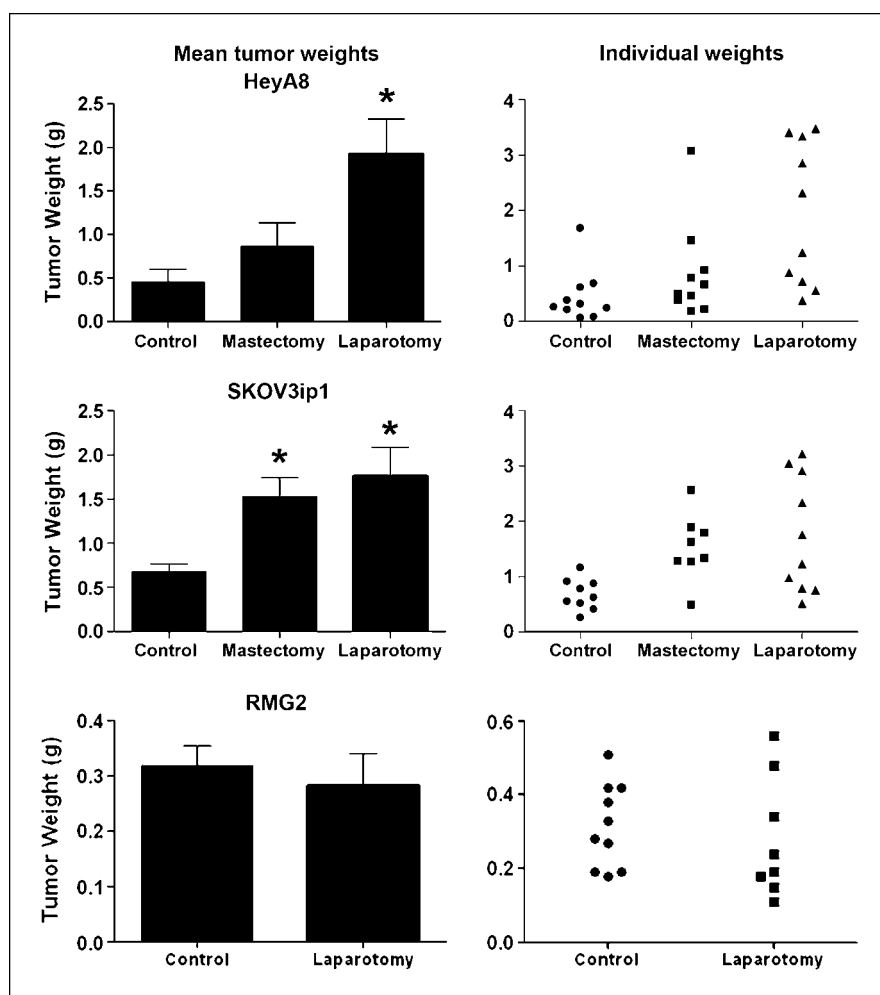 Mean tumor weights
HeyA8
Individual weights
*
Tumor Weight (g)
2.5
2.0
1.5
1.0
0.5
0.0
Control Mastectomy Laparotomy
4
3
2
1
0
Control Mastectomy Laparotomy
SKOV3ip1
* *
Tumor Weight (g)
2.5
2.0
1.5
1.0
0.5
0.0
Control Mastectomy Laparotomy
4
3
2
1
0
Control Mastectomy Laparotomy
RMG2
Tumor Weight (g)
0.4
0.3
0.2
0.1
0.0
Control Laparotomy
0.6
0.4
0.2
0.0
Control Laparotomy